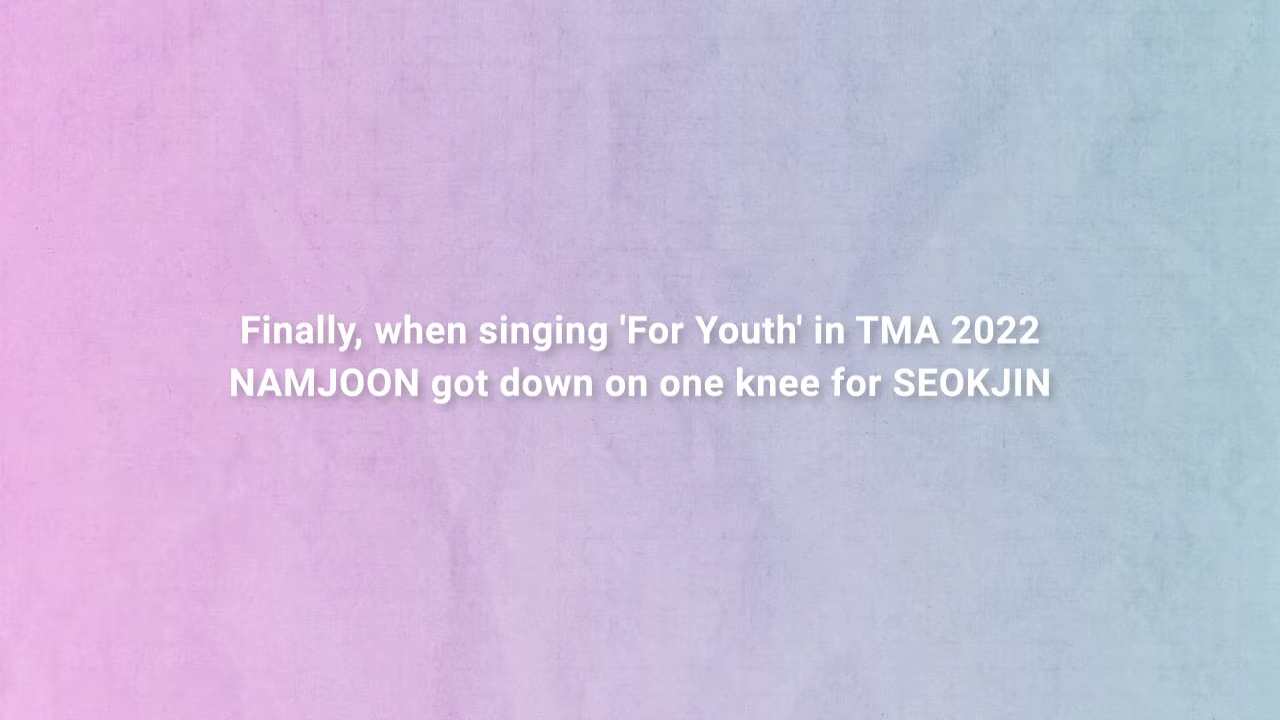 Finally, when singing 'For Youth' in TMA 2022
NAMJOON got down on one knee for SEOKJIN